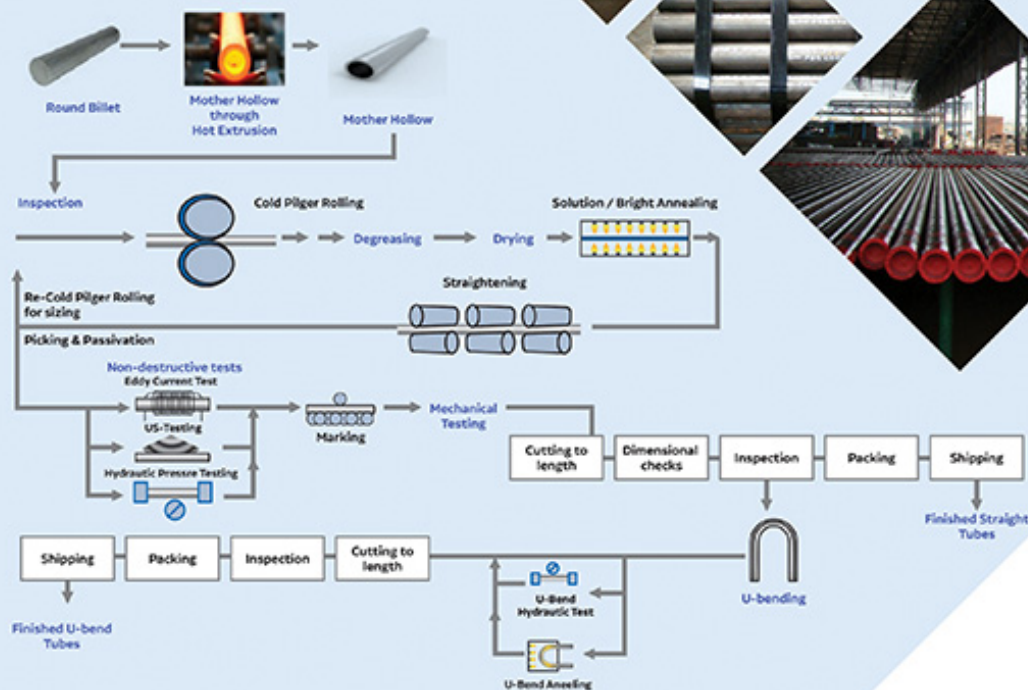 Round Billet
Mother Hollow
through
Hot Extrusion
Mother Hollow
Inspection
Cold Pilger Rolling
Degreasing
Drying
Solution / Bright Annealing
Straightening
Re-Cold Pilger Rolling
for sizing
Picking & Passivation
Non-destructive tests
Eddy Current Test
US-Testing
Hydrautic Pressre Testing
Marking
Mechanical
Testing
Cutting to
length
Dimensional
checks
Inspection
Packing
Shipping
Finished Straight
Tubes
Shipping
Packing
Inspection
Cutting to
length
U-Bend
Hydrautic Test
U-bending
Finished U-bend
Tubes
U-Bend Aneeling